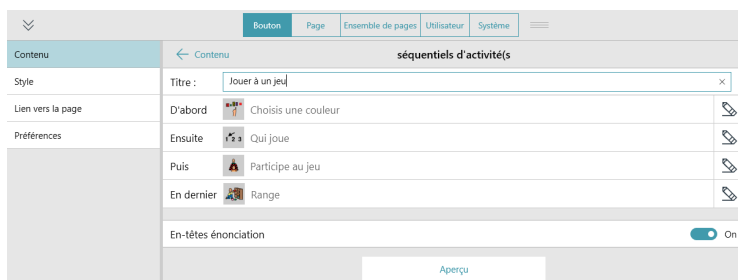 Bouton Page Ensemble de pages Utilisateur Système
Contenu
Style
Lien vers la page
Préférences
Contenu séquentiels d'activité(s
Titre : Jouer à un jeu
D'abord Choisis une couleur
Ensuite 1 2 3 Qui joue
Puis Participe au jeu
En dernier Range
En-têtes énonciation On
Aperçu